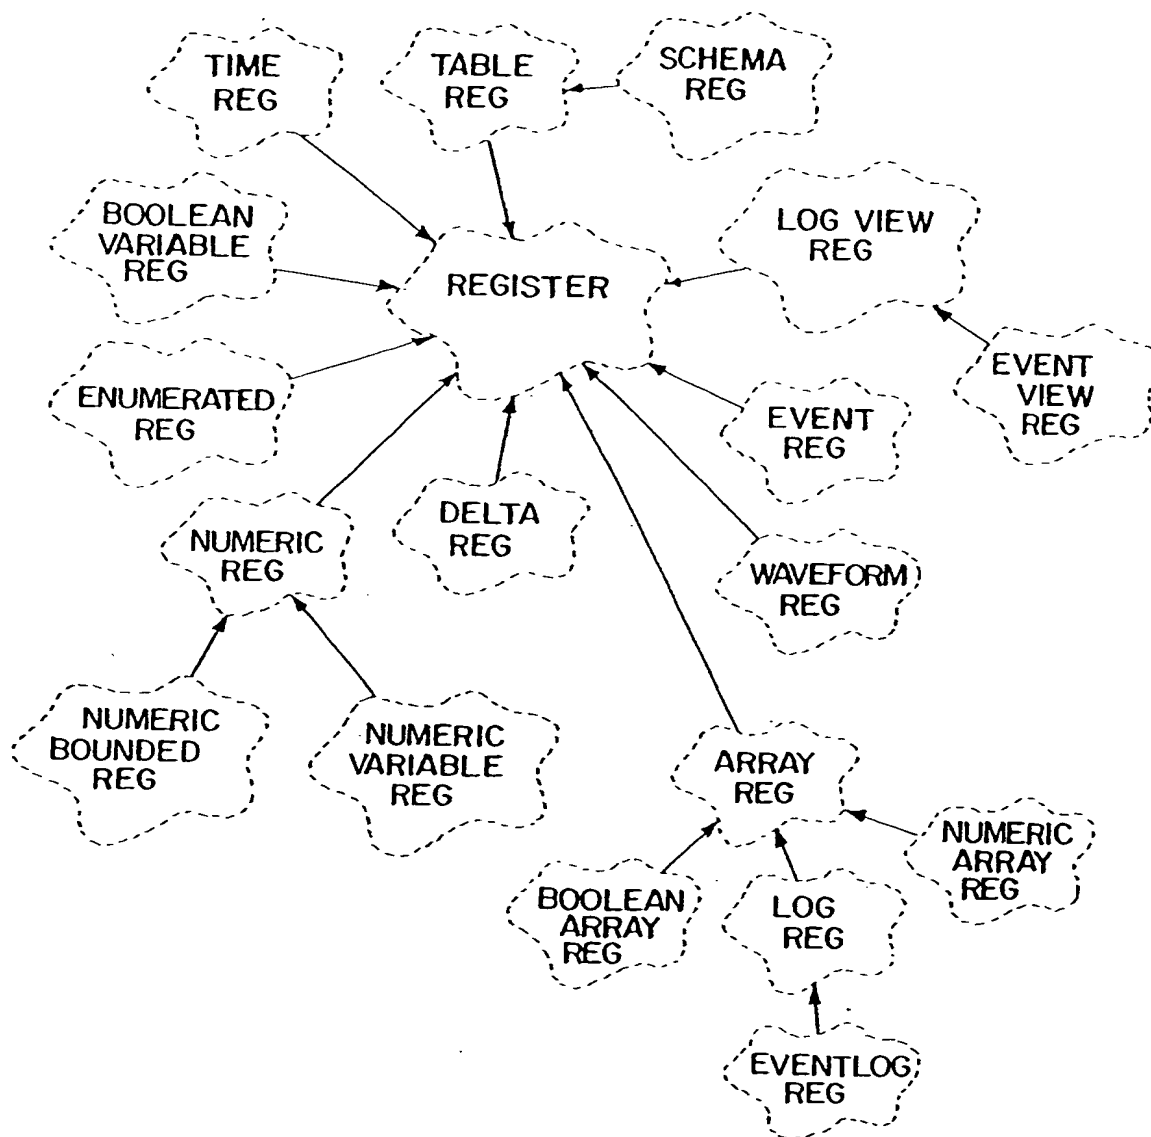 TIME
REG
TABLE
REG
SCHEMA
REG
BOOLEAN
VARIABLE
REG
REGISTER
LOG VIEW
REG
ENUMERATED
REG
EVENT
REG
EVENT
VIEW
REG
NUMERIC
REG
DELTA
REG
WAVEFORM
REG
NUMERIC
BOUNDED
REG
NUMERIC
VARIABLE
REG
ARRAY
REG
NUMERIC
ARRAY
REG
BOOLEAN
ARRAY
REG
LOG
REG
EVENTLOG
REG